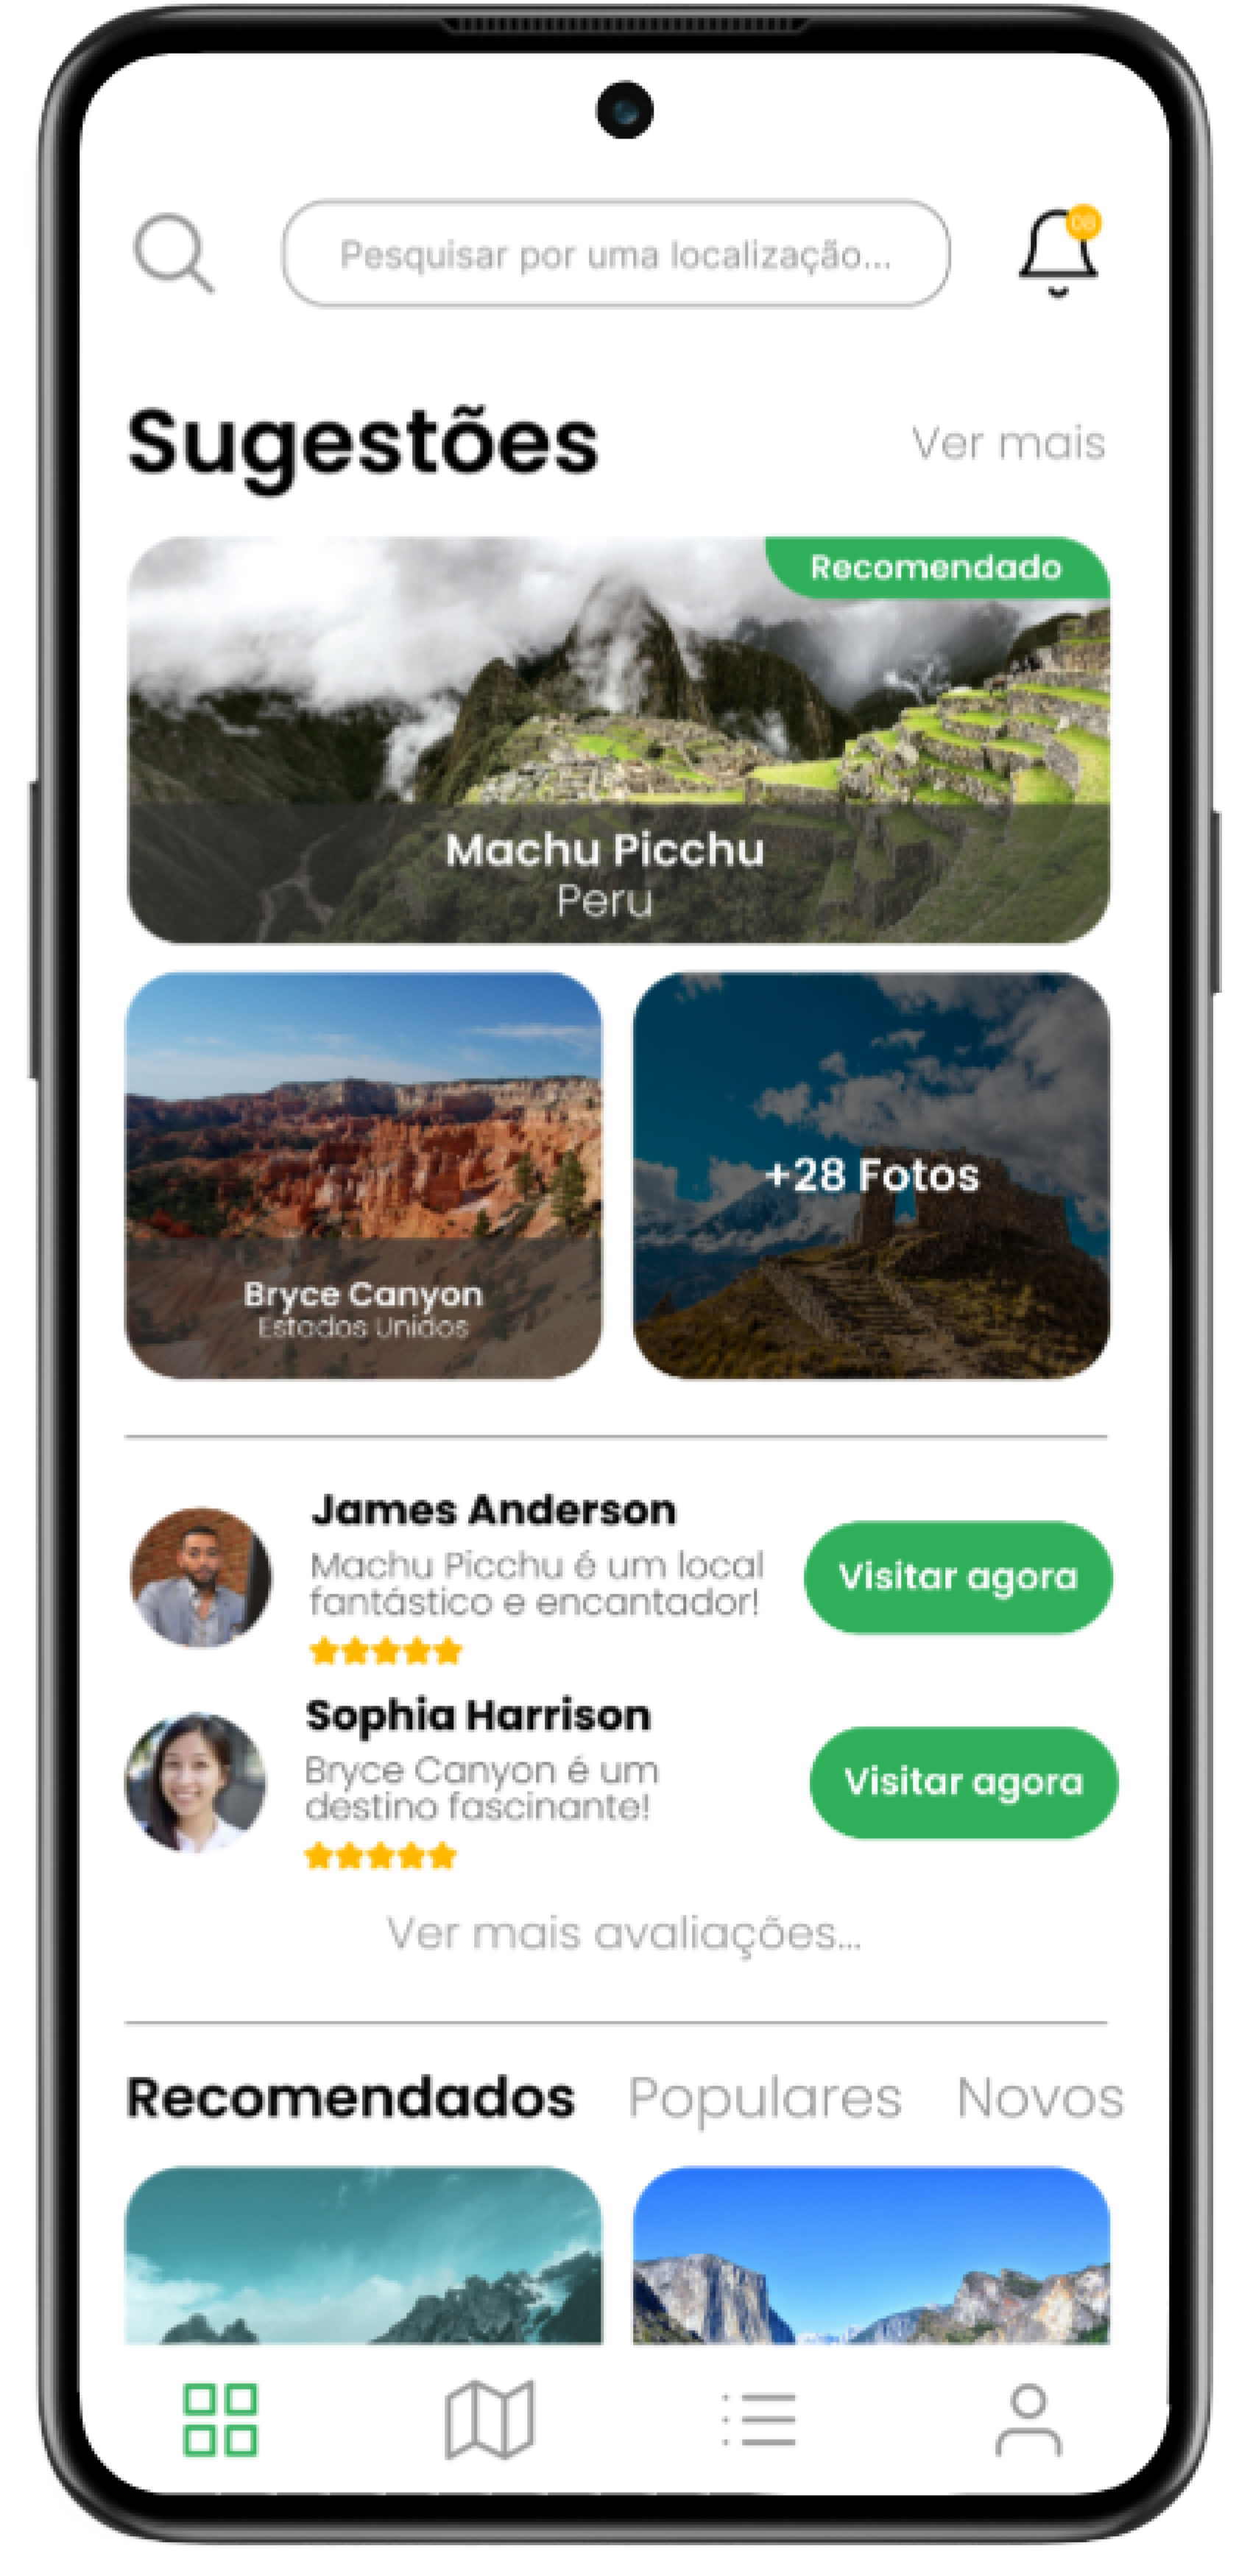 08
Pesquisar por uma localização...
Sugestões
Ver mais
Recomendado
Machu Picchu
Peru
Bryce Canyon
Estados Unidos
+28 Fotos
James Anderson
Machu Picchu é um local
fantástico e encantador!
Visitar agora
Sophia Harrison
Bryce Canyon é um
destino fascinante!
Visitar agora
Ver mais avaliações...
Recomendados
Populares
Novos